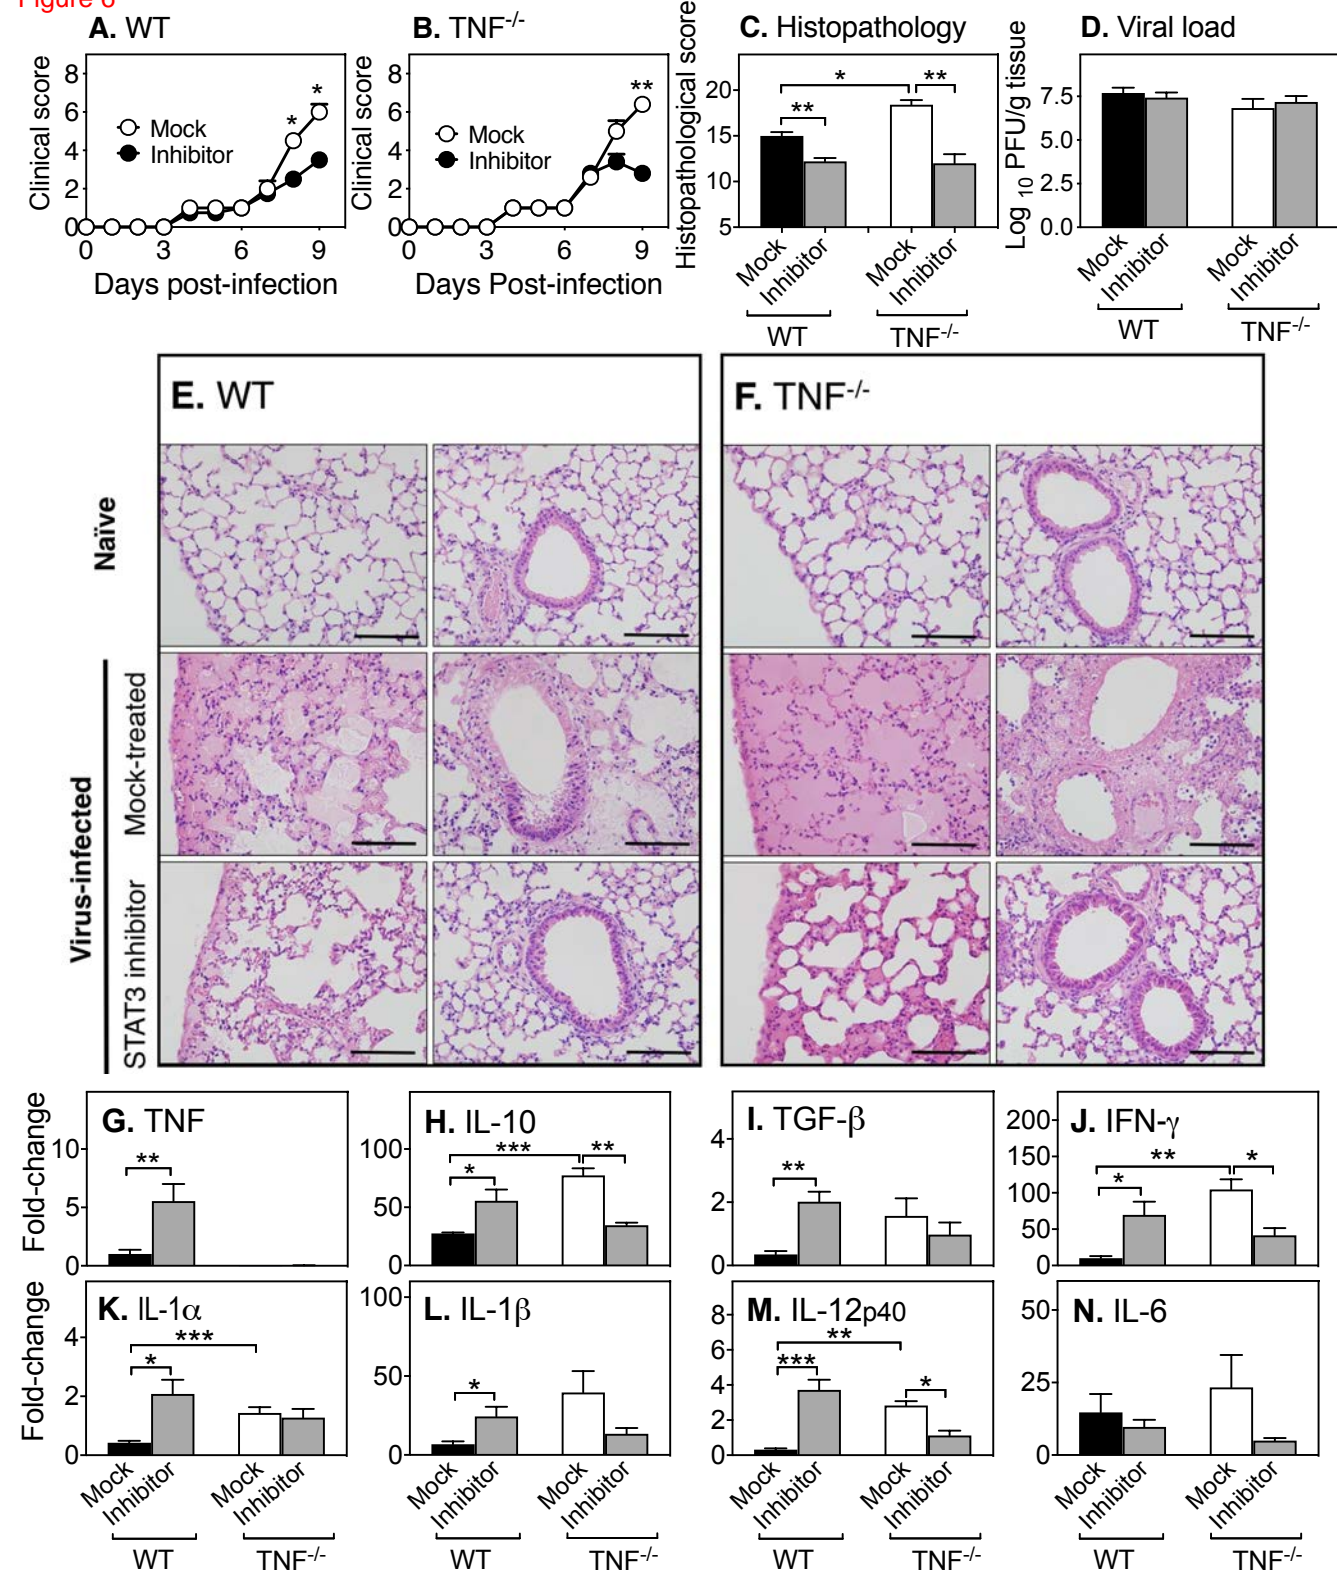 Figure 6
A. WT
B. TNF-/-
C. Histopathology
D. Viral load
Clinical score
8
6
4
2
0
Mock
Inhibitor
*
*
0
3
6
9
Days post-infection
Clinical score
8
6
4
2
0
Mock
Inhibitor
**
0
3
6
9
Days Post-infection
Histopathological score
20
15
10
5
**
*
**
Mock
Inhibitor
Mock
Inhibitor
WT
TNF-/-
Log 10 PFU/g tissue
7.5
5.0
2.5
0.0
Mock
Inhibitor
Mock
Inhibitor
WT
TNF-/-
E. WT
F. TNF-/-
Naïve
Virus-infected
Mock-treated
STAT3 inhibitor
G. TNF
Fold-change
10
5
0
**
H. IL-10
100
50
0
***
*
**
I. TGF-β
4
2
0
**
J. IFN-γ
200
150
100
50
0
**
*
*
K. IL-1α
Fold-change
4
2
0
***
*
Mock
Inhibitor
Mock
Inhibitor
WT
TNF-/-
L. IL-1β
100
50
0
*
Mock
Inhibitor
Mock
Inhibitor
WT
TNF-/-
M. IL-12p40
8
6
4
2
0
**
***
*
Mock
Inhibitor
Mock
Inhibitor
WT
TNF-/-
N. IL-6
50
25
0
Mock
Inhibitor
Mock
Inhibitor
WT
TNF-/-